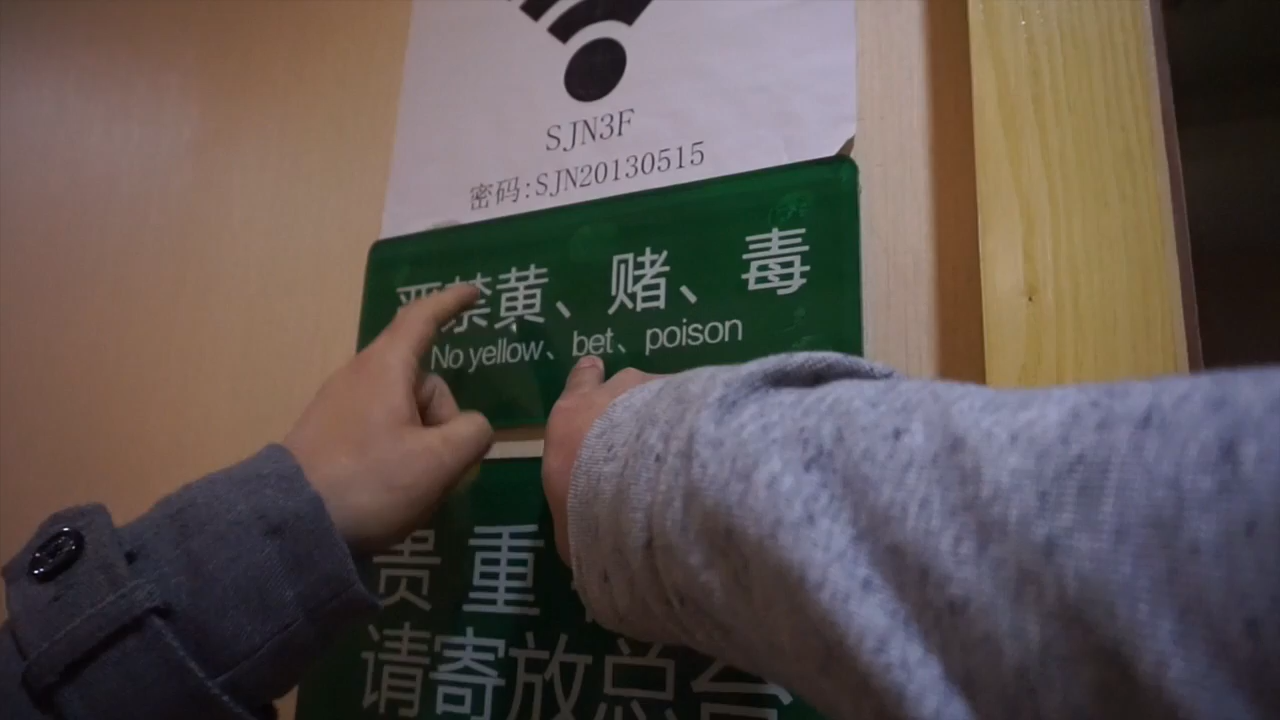 SJN3F
密码:SJN20130515
严禁黄、赌、毒
No yellow、bet、poison
贵重
请寄放总台